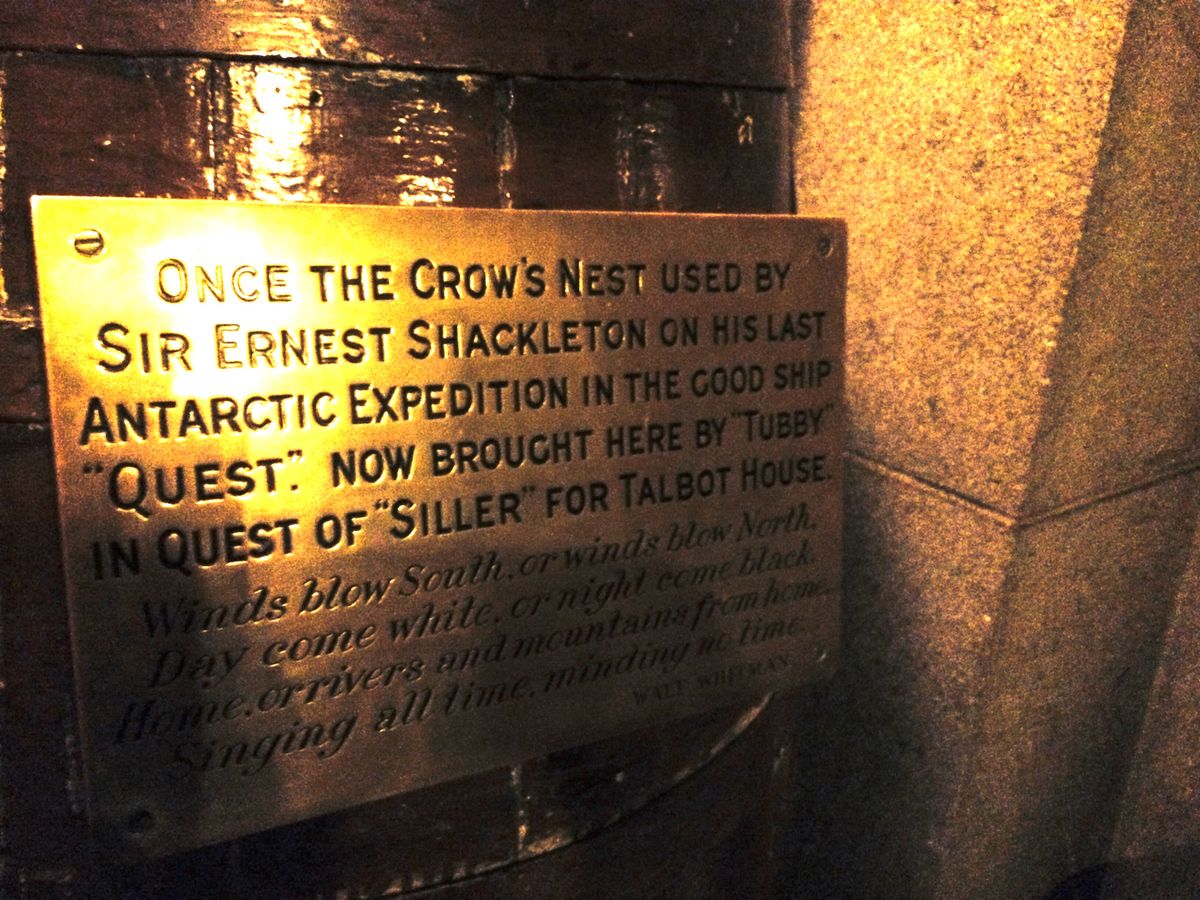 ONCE THE CROW'S NEST USED BY
SIR ERNEST SHACKLETON ON HIS LAST
ANTARCTIC EXPEDITION IN THE GOOD SHIP
"QUEST". NOW BROUGHT HERE BY "TUBBY"
IN QUEST OF "SILLER" FOR TALBOT HOUSE.
Winds blow South, or winds blow North,
Day come white, or night come black,
Home, or rivers and mountains from home,
Singing all time, minding no time.
WALT WHITMAN